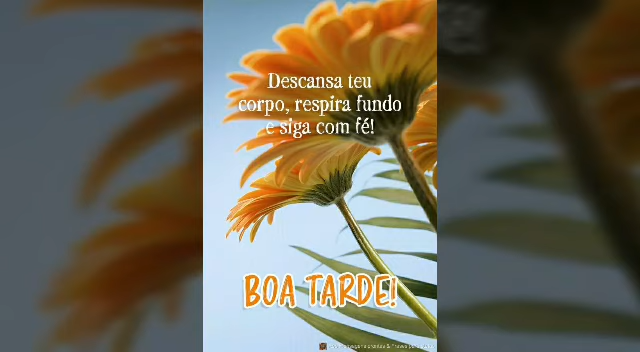 Descansa teu
corpo, respira fundo
e siga com fé!
BOA TARDE!